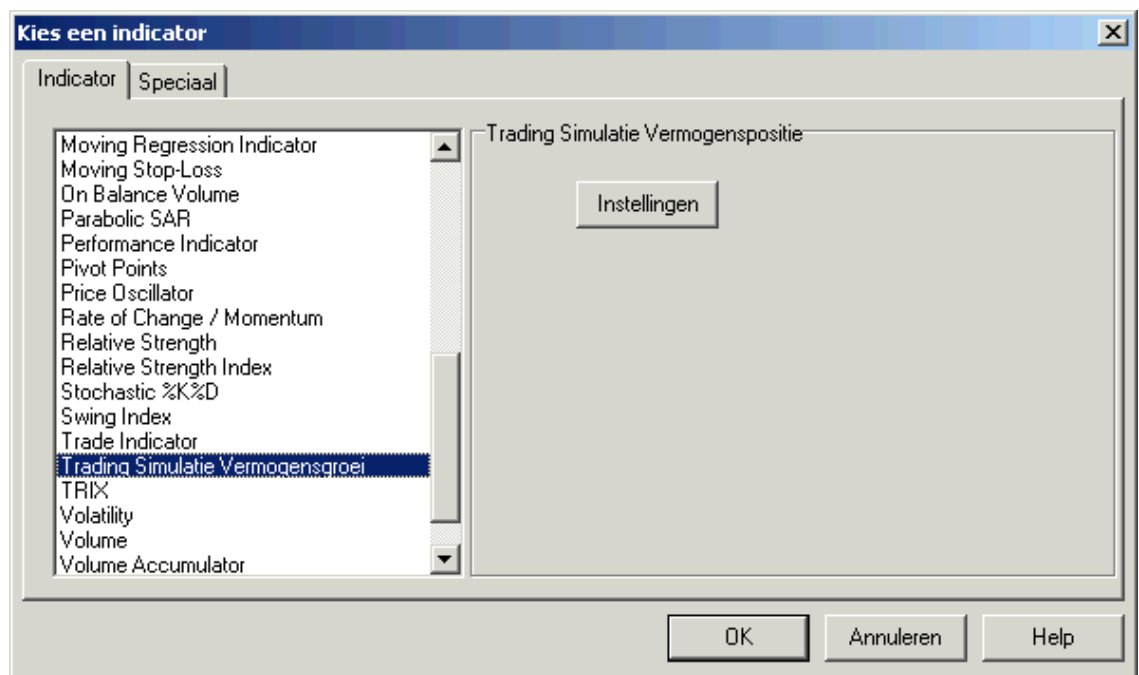 Kies een indicator
Indicator
Speciaal
Moving Regression Indicator
Moving Stop-Loss
On Balance Volume
Parabolic SAR
Performance Indicator
Pivot Points
Price Oscillator
Rate of Change / Momentum
Relative Strength
Relative Strength Index
Stochastic %K%D
Swing Index
Trade Indicator
Trading Simulatie Vermogensgroei
TRIX
Volatility
Volume
Volume Accumulator
Trading Simulatie Vermogenspositie
Instellingen
OK
Annuleren
Help